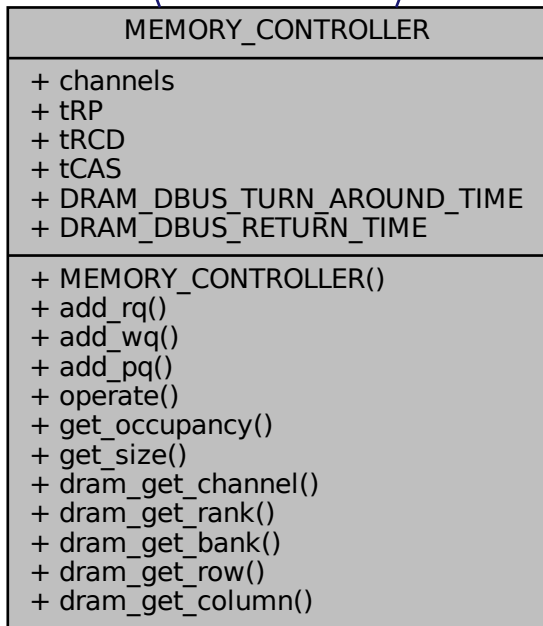 MEMORY_CONTROLLER
+ channels
+ tRP
+ tRCD
+ tCAS
+ DRAM_DBUS_TURN_AROUND_TIME
+ DRAM_DBUS_RETURN_TIME
+ MEMORY_CONTROLLER()
+ add_rq()
+ add_wq()
+ add_pq()
+ operate()
+ get_occupancy()
+ get_size()
+ dram_get_channel()
+ dram_get_rank()
+ dram_get_bank()
+ dram_get_row()
+ dram_get_column()